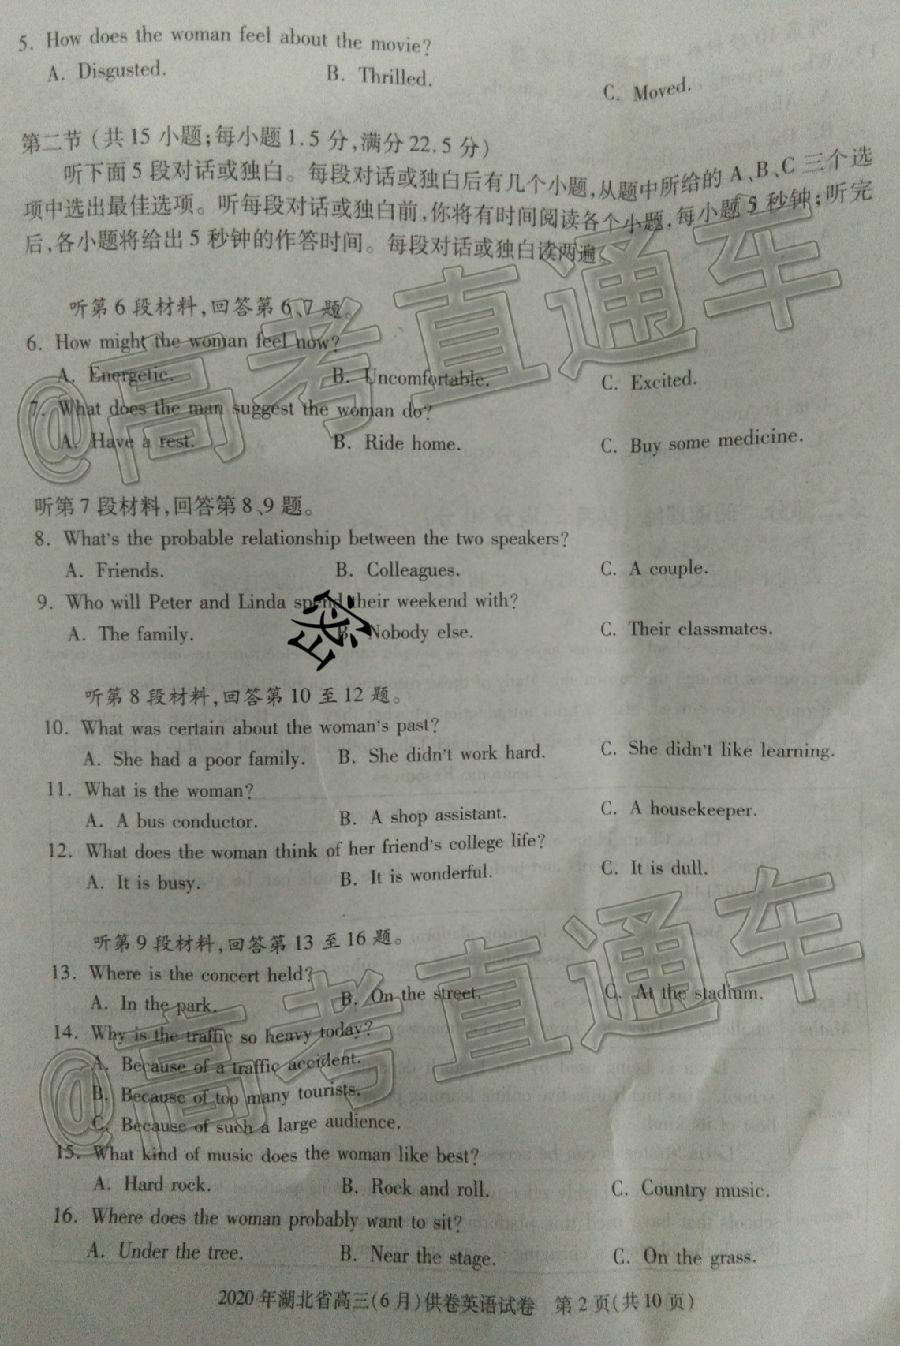 5. How does the woman feel about the movie?
A. Disgusted. B. Thrilled. C. Moved.
第二节(共15小题;每小题1.5分,满分22.5分)
听下面5段对话或独白。每段对话或独白后有几个小题,从题中所给的A、B、C三个选
项中选出最佳选项。听每段对话或独白前,你将有时间阅读各个小题,每小题5秒钟;听完
后,各小题将给出5秒钟的作答时间。每段对话或独白读两遍。
听第6段材料,回答第6、7题。
6. How might the woman feel now?
A. Energetic. B. Uncomfortable. C. Excited.
7. What does the man suggest the woman do?
A. Have a rest. B. Ride home. C. Buy some medicine.
听第7段材料,回答第8、9题。
8. What's the probable relationship between the two speakers?
A. Friends. B. Colleagues. C. A couple.
9. Who will Peter and Linda spend their weekend with?
A. The family. B. Nobody else. C. Their classmates.
密
听第8段材料,回答第10至12题。
10. What was certain about the woman's past?
A. She had a poor family. B. She didn't work hard. C. She didn't like learning.
11. What is the woman?
A. A bus conductor. B. A shop assistant. C. A housekeeper.
12. What does the woman think of her friend's college life?
A. It is busy. B. It is wonderful. C. It is dull.
听第9段材料,回答第13至16题。
13. Where is the concert held?
A. In the park. B. On the street. C. At the stadium.
14. Why is the traffic so heavy today?
A. Because of a traffic accident.
B. Because of too many tourists.
C. Because of such a large audience.
15. What kind of music does the woman like best?
A. Hard rock. B. Rock and roll. C. Country music.
16. Where does the woman probably want to sit?
A. Under the tree. B. Near the stage. C. On the grass.
2020年湖北省高三(6月)供卷英语试卷 第2页(共10页)
@高考直通车
@高考直通车